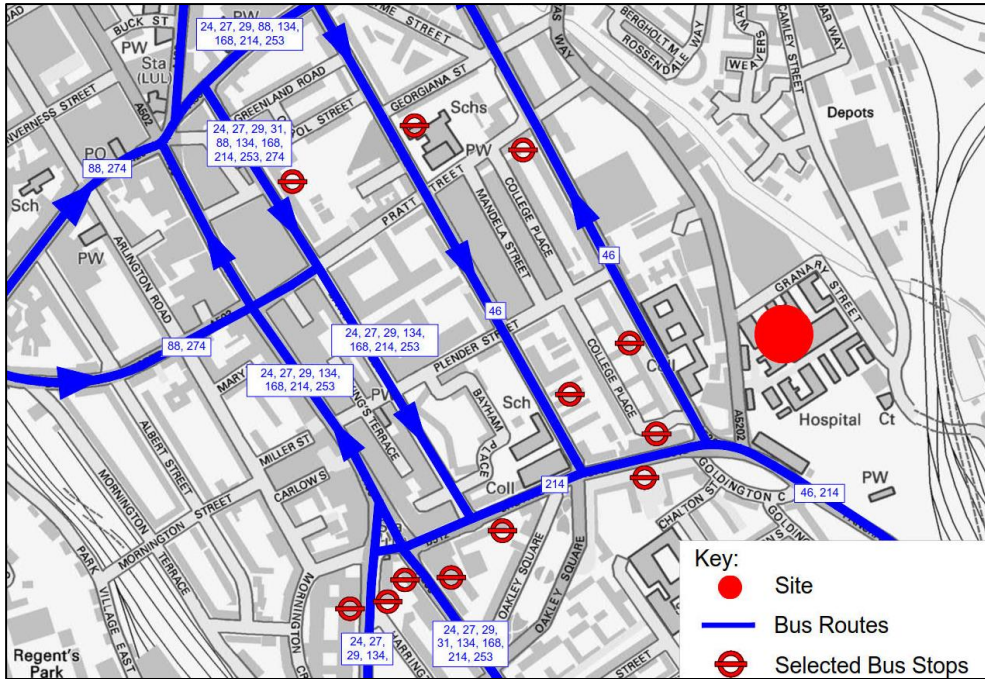 BUCK ST
PW
Sta
(LUL)
24, 27, 29, 88, 134,
168, 214, 253
GREENLAND ROAD
GEORGIANA ST
Schs
PW
WAY
BERGHOLT M
ROSSENDALE
WAY
WEAVERS
CAMLEY STREET
WAY
Depots
INVERNESS STREET
A502
PO
88, 274
Sch
PW
24, 27, 29, 31,
88, 134, 168,
214, 253, 274
PRATT STREET
MANDELA STREET
COLLEGE PLACE
46
46
GRANARY STREET
ARLINGTON ROAD
88, 274
24, 27, 29, 134,
168, 214, 253
24, 27, 29, 134,
168, 214, 253
PLENDER STREET
COLLEGE PLACE
Coll
A5202
Hospital
Ct
MARY
PW
BAYHAM
PLACE
Sch
Coll
ALBERT STREET
MILLER ST
CARLOW S
MORNINGTON
MORNINGTON STREET
TERRACE
214
GOLDINGTON C
CHALTON S
46, 214
PW
OAKLEY SQUARE
OAKLEY SQUARE
PARK VILLAGE EAST
MORNINGTON
24, 27,
29, 134,
24, 27, 29,
31, 134, 168,
214, 253
Regent's
Park
STREET
Key:
Site
Bus Routes
Selected Bus Stops